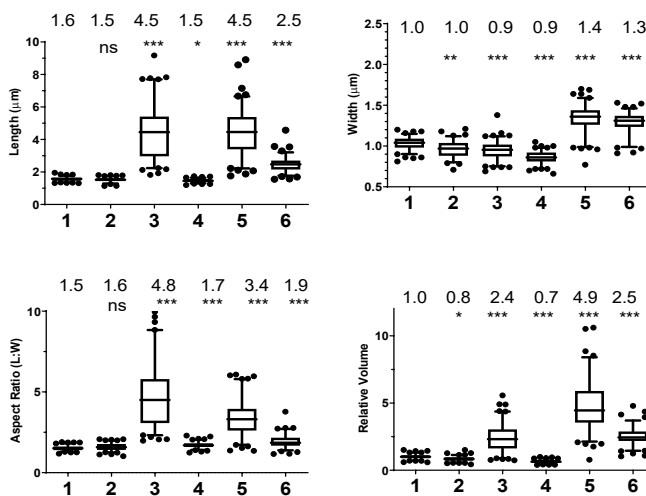 1.6 1.5 4.5 1.5 4.5 2.5
ns *** * *** ***
10
8
6
4
2
0
Length (μm)
1 2 3 4 5 6
1.0 1.0 0.9 0.9 1.4 1.3
** *** *** *** ***
2.0
1.5
1.0
0.5
Width (μm)
1 2 3 4 5 6
1.5 1.6 4.8 1.7 3.4 1.9
ns *** *** *** ***
10
5
0
Aspect Ratio (L:W)
1 2 3 4 5 6
1.0 0.8 2.4 0.7 4.9 2.5
* *** *** *** ***
10
5
0
Relative Volume
1 2 3 4 5 6